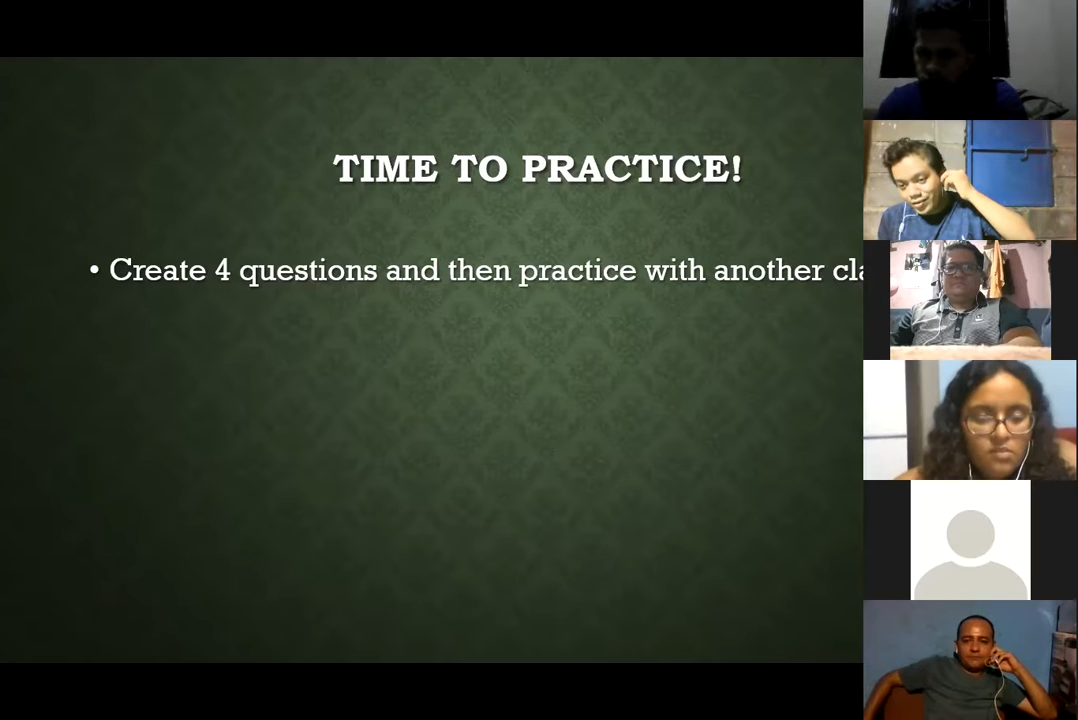 TIME TO PRACTICE!
• Create 4 questions and then practice with another